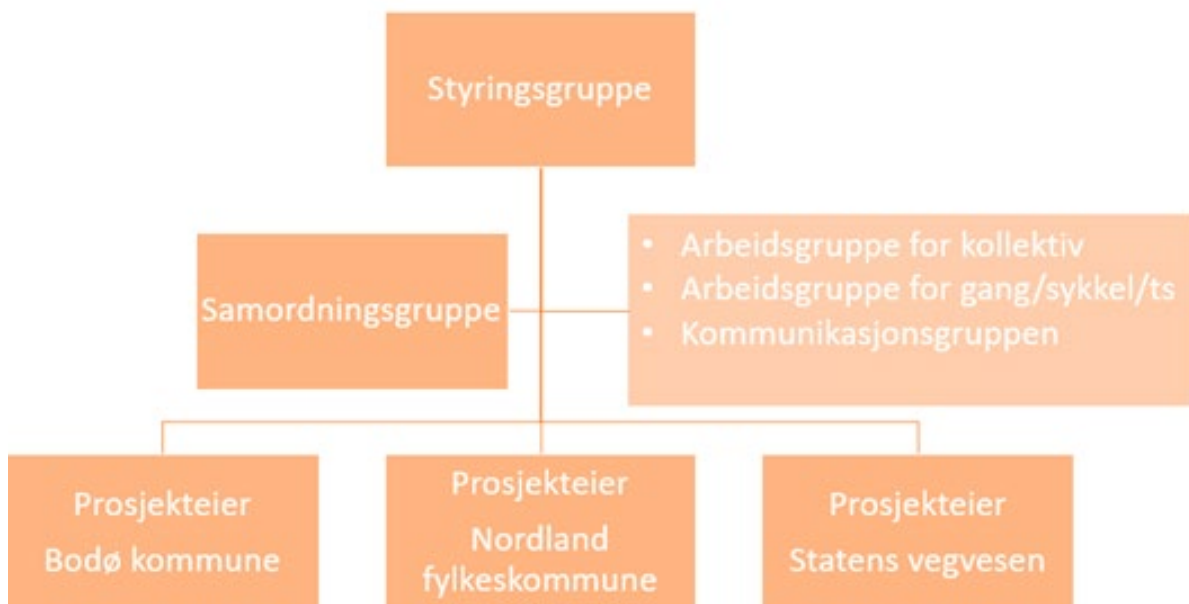 Styringsgruppe
Samordningsgruppe
• Arbeidsgruppe for kollektiv
• Arbeidsgruppe for gang/sykkel/ts
• Kommunikasjonsgruppen
Prosjekteier
Bodø kommune
Prosjekteier
Nordland
fylkeskommune
Prosjekteier
Statens vegvesen